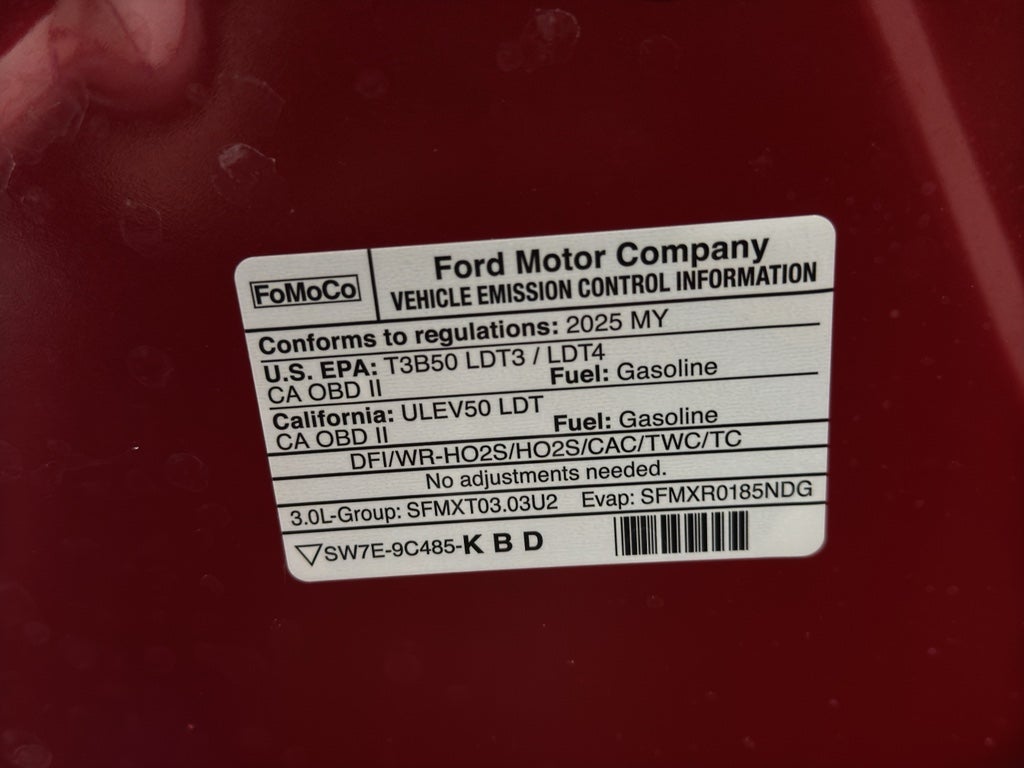 FoMoCo
Ford Motor Company
VEHICLE EMISSION CONTROL INFORMATION
Conforms to regulations: 2025 MY
U.S. EPA: T3B50 LDT3 / LDT4
CA OBD II Fuel: Gasoline
California: ULEV50 LDT
CA OBD II Fuel: Gasoline
DFI/WR-HO2S/HO2S/CAC/TWC/TC
No adjustments needed.
3.0L-Group: SFMXT03.03U2 Evap: SFMXR0185NDG
SW7E-9C485-K B D